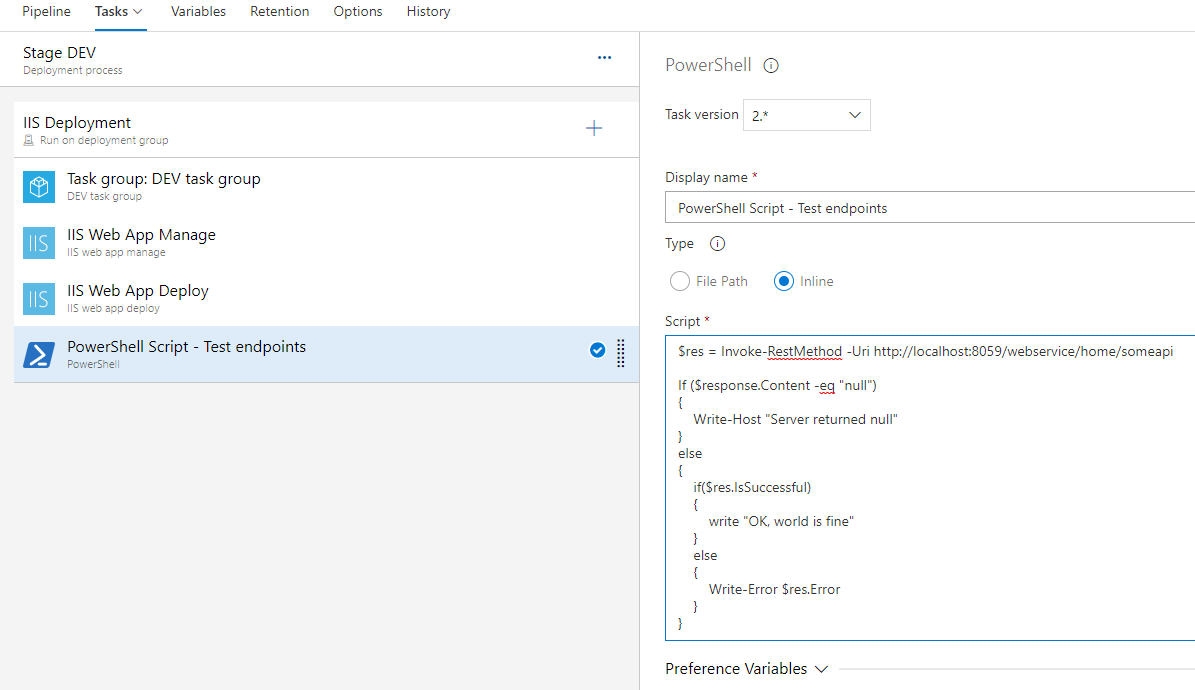 Pipeline Tasks Variables Retention Options History
Stage DEV
Deployment process
IIS Deployment
Run on deployment group
Task group: DEV task group
DEV task group
IIS
IIS Web App Manage
IIS web app manage
IIS
IIS Web App Deploy
IIS web app deploy
PowerShell Script - Test endpoints
PowerShell
PowerShell
Task version 2.*
Display name *
PowerShell Script - Test endpoints
Type
File Path Inline
Script *
$res = Invoke-RestMethod -Uri http://localhost:8059/webservice/home/someapi
If ($response.Content -eq "null")
{
Write-Host "Server returned null"
}
else
{
if($res.IsSuccessful)
{
write "OK, world is fine"
}
else
{
Write-Error $res.Error
}
}
Preference Variables